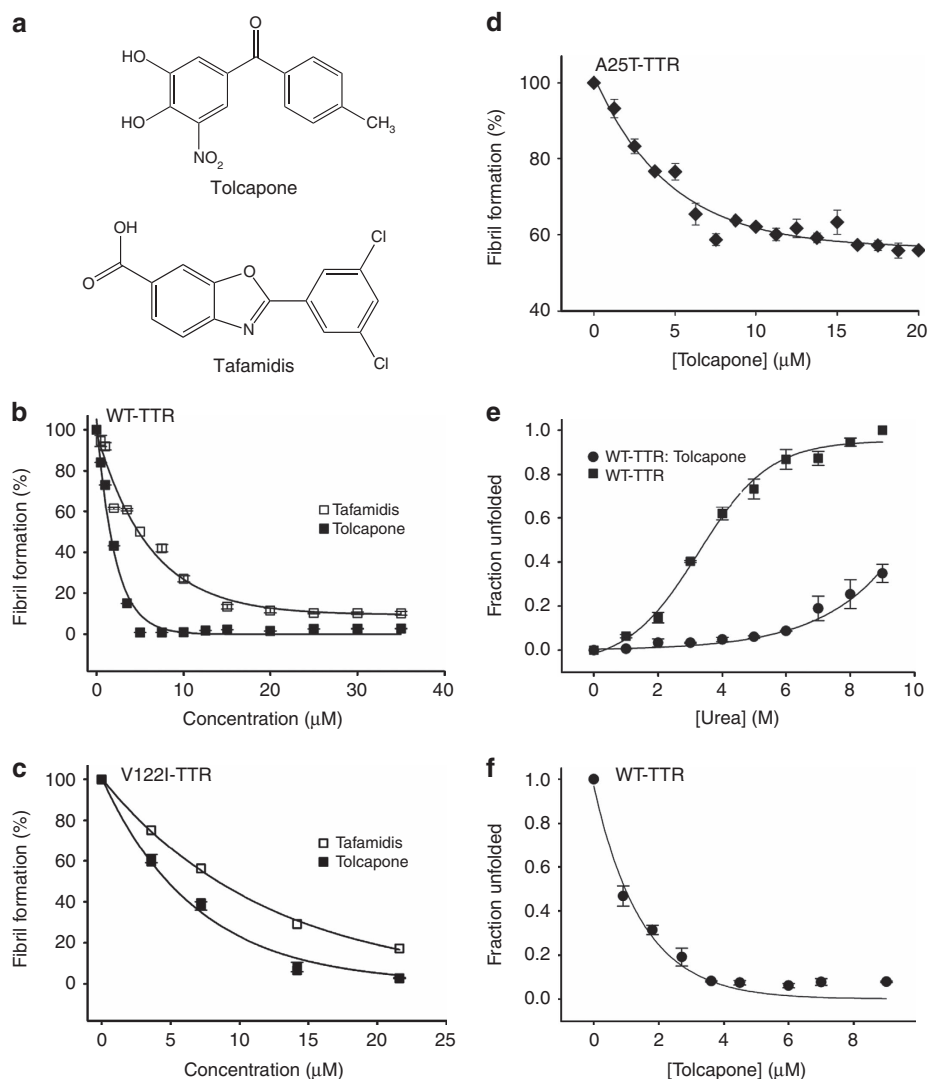 a
O
HO
HO
NO2
CH3
Tolcapone
OH
O
O
N
Cl
Cl
Tafamidis
b
WT-TTR
Fibril formation (%)
100
80
60
40
20
0
Tafamidis
Tolcapone
0 10 20 30 40
Concentration (μM)
c
V122I-TTR
Fibril formation (%)
100
80
60
40
20
0
Tafamidis
Tolcapone
0 5 10 15 20 25
Concentration (μM)
d
A25T-TTR
Fibril formation (%)
100
80
60
40
0 5 10 15 20
[Tolcapone] (μM)
e
Fraction unfolded
1.0
0.8
0.6
0.4
0.2
0.0
WT-TTR: Tolcapone
WT-TTR
0 2 4 6 8 10
[Urea] (M)
f
WT-TTR
Fraction unfolded
1.0
0.8
0.6
0.4
0.2
0.0
0 2 4 6 8
[Tolcapone] (μM)